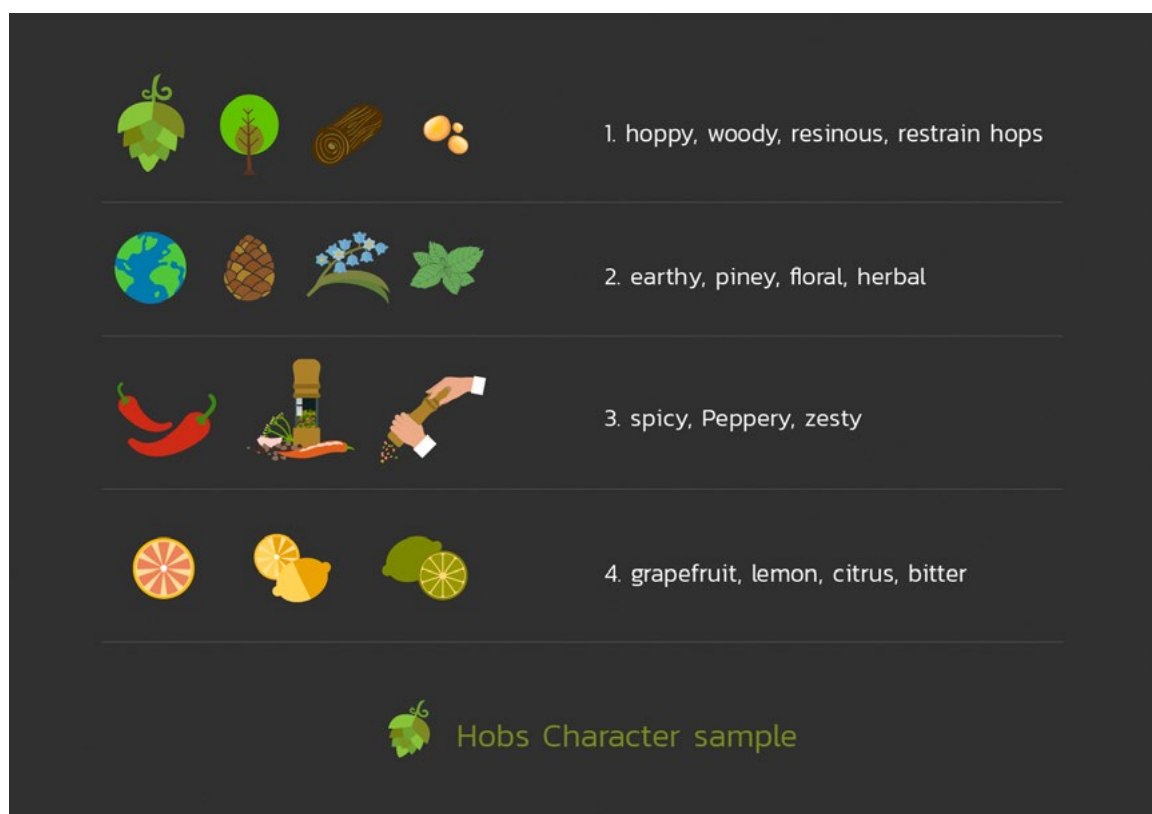 1. hoppy, woody, resinous, restrain hops
2. earthy, piney, floral, herbal
3. spicy, Peppery, zesty
4. grapefruit, lemon, citrus, bitter
Hobs Character sample